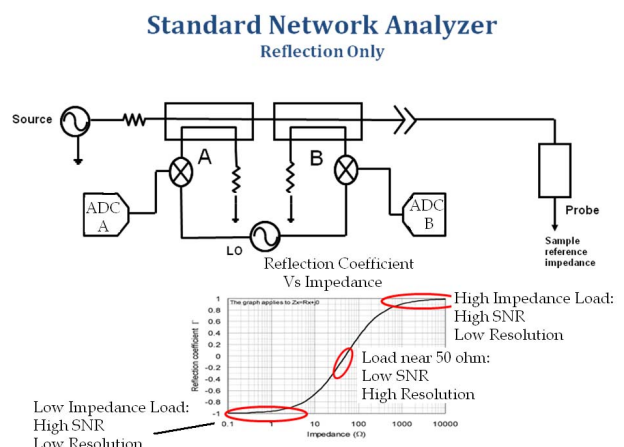 Standard Network Analyzer
Reflection Only
Source
A
B
ADC
A
ADC
B
LO
Probe
Sample
reference
impedance
Reflection Coefficient
Vs Impedance
The graph applies to Zx=Rx+j0
Reflection coefficient Γ
1
0.8
0.6
0.4
0.2
0
-0.2
-0.4
-0.6
-0.8
-1
0.1
1
10
100
1000
10000
Impedance (Ω)
High Impedance Load:
High SNR
Low Resolution
Load near 50 ohm:
Low SNR
High Resolution
Low Impedance Load:
High SNR
Low Resolution